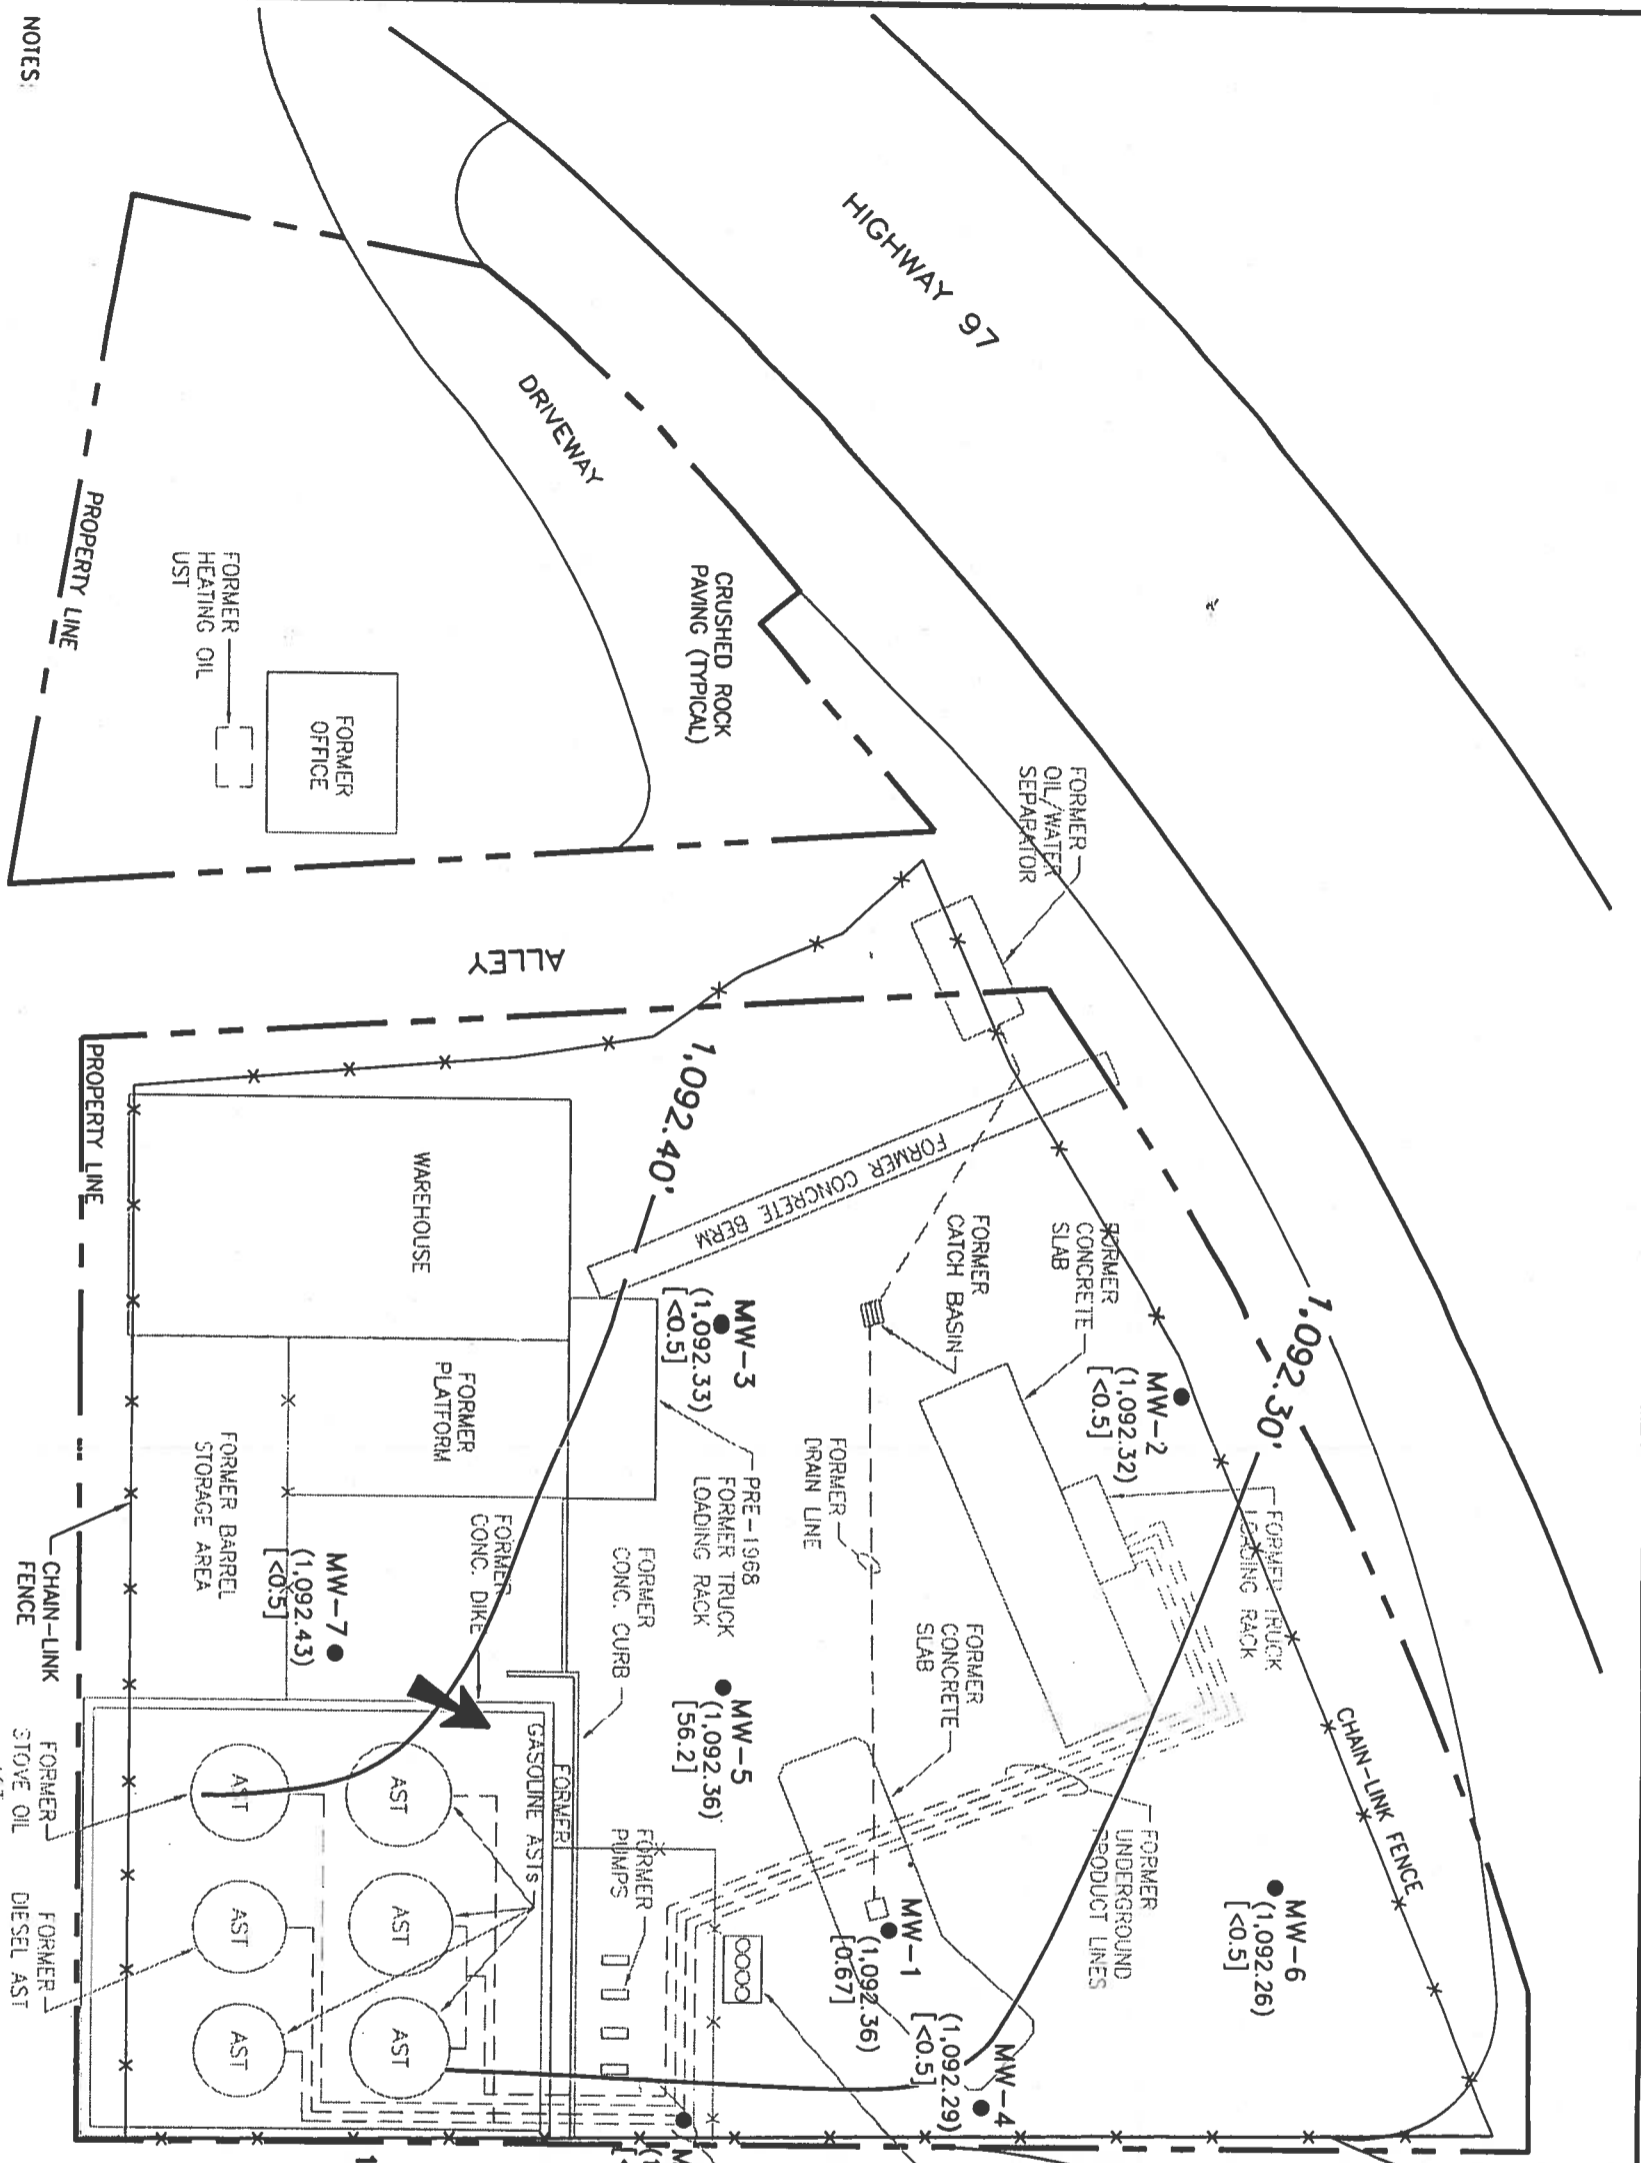 HIGHWAY 97
DRIVEWAY
CRUSHED ROCK
PAVING (TYPICAL)
FORMER
OIL/WATER
SEPARATOR
FORMER
HEATING OIL
UST
FORMER
OFFICE
PROPERTY LINE
NOTES:
ALLEY
PROPERTY LINE
1,092.40'
1,092.30'
FORMER CONCRETE BERM
FORMER
CONCRETE
SLAB
FORMER
CATCH BASIN
WAREHOUSE
MW-2
(1,092.32)
[<0.5]
MW-3
(1,092.33)
[<0.5]
FORMER
PLATFORM
FORMER TRUCK
LOADING RACK
FORMER
DRAIN LINE
PRE-1968
FORMER TRUCK
LOADING RACK
FORMER BARREL
STORAGE AREA
FORMER
CONC. DIKE
FORMER
CONC. CURB
MW-7
(1,092.43)
[<0.5]
CHAIN-LINK
FENCE
FORMER
CONCRETE
SLAB
MW-5
(1,092.36)
[56.2]
CHAIN-LINK FENCE
FORMER
GASOLINE ASTs
FORMER
UNDERGROUND
PRODUCT LINES
FORMER
PUMPS
FORMER
STOVE OIL
AST
AST
AST
AST
AST
AST
FORMER
DIESEL AST
MW-6
(1,092.26)
[<0.5]
MW-1
(1,092.36)
[0.67]
MW-4
(1,092.29)
[<0.5]